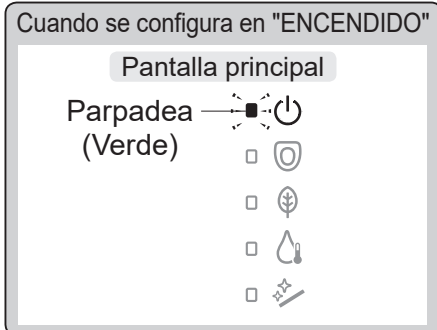 Cuando se configura en "ENCENDIDO"
Pantalla principal
Parpadea
(Verde)